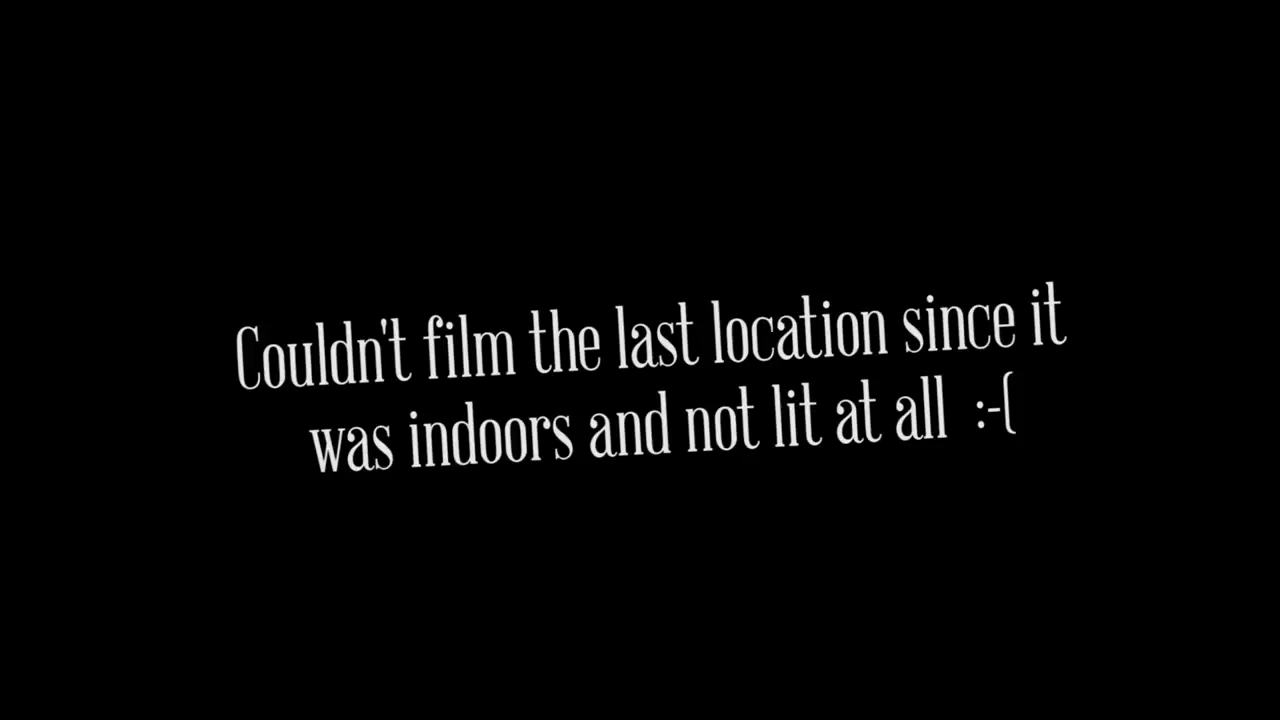 Couldn't film the last location since it
was indoors and not lit at all  :-(